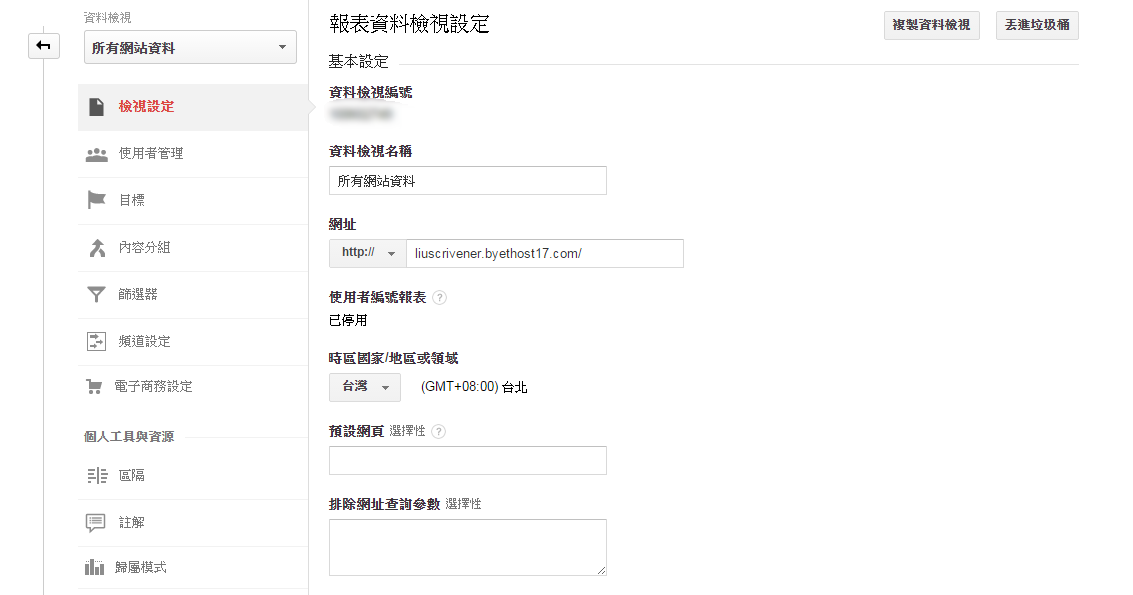 資料檢視
所有網站資料
檢視設定
使用者管理
目標
內容分組
篩選器
頻道設定
電子商務設定
個人工具與資源
區隔
註解
歸屬模式
報表資料檢視設定
複製資料檢視
丟進垃圾桶
基本設定
資料檢視編號
資料檢視名稱
所有網站資料
網址
http:// liuscrivener.byethost17.com/
使用者編號報表 ?
已停用
時區國家/地區或領域
台灣 (GMT+08:00) 台北
預設網頁 選擇性 ?
排除網址查詢參數 選擇性